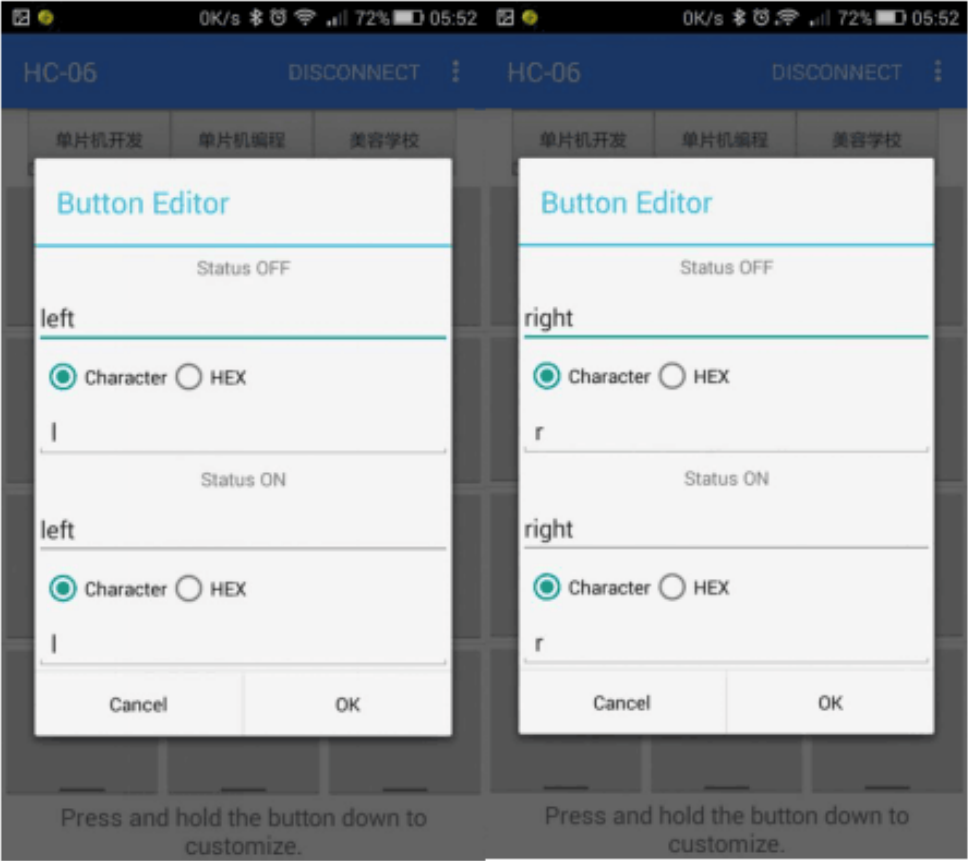 0K/s 72% 05:52
HC-06 DISCONNECT
单片机开发 单片机编程 美容学校
Button Editor
Status OFF
left
Character HEX
l
Status ON
left
Character HEX
l
Cancel OK
Press and hold the button down to
customize.
0K/s 72% 05:52
HC-06 DISCONNECT
单片机开发 单片机编程 美容学校
Button Editor
Status OFF
right
Character HEX
r
Status ON
right
Character HEX
r
Cancel OK
Press and hold the button down to
customize.